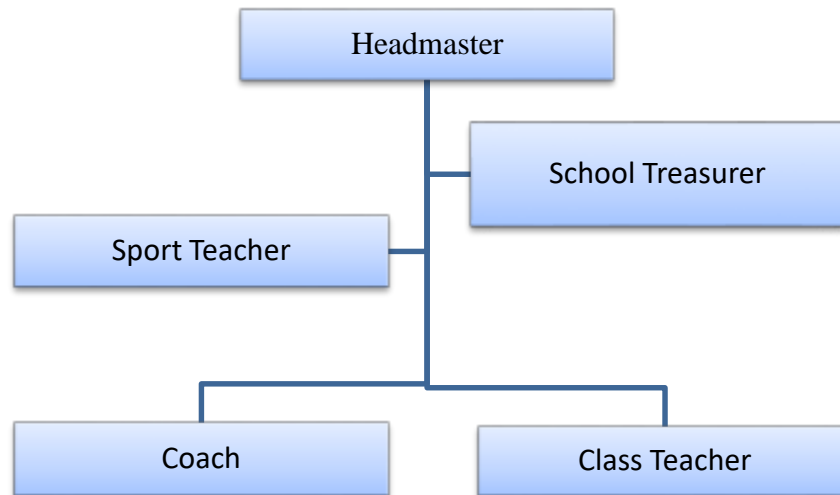 Headmaster
School Treasurer
Sport Teacher
Coach
Class Teacher